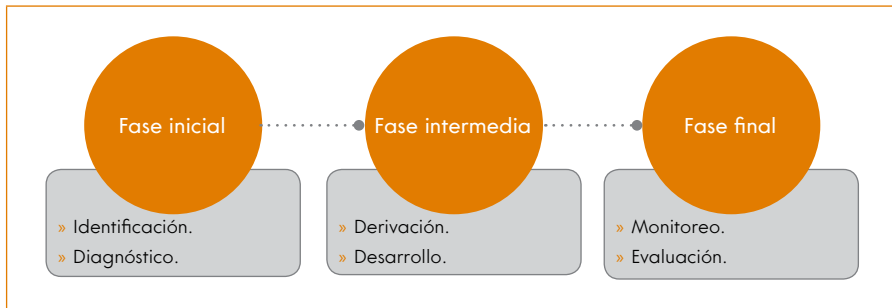 Fase inicial
Fase intermedia
Fase final
» Identificación.
» Diagnóstico.
» Derivación.
» Desarrollo.
» Monitoreo.
» Evaluación.